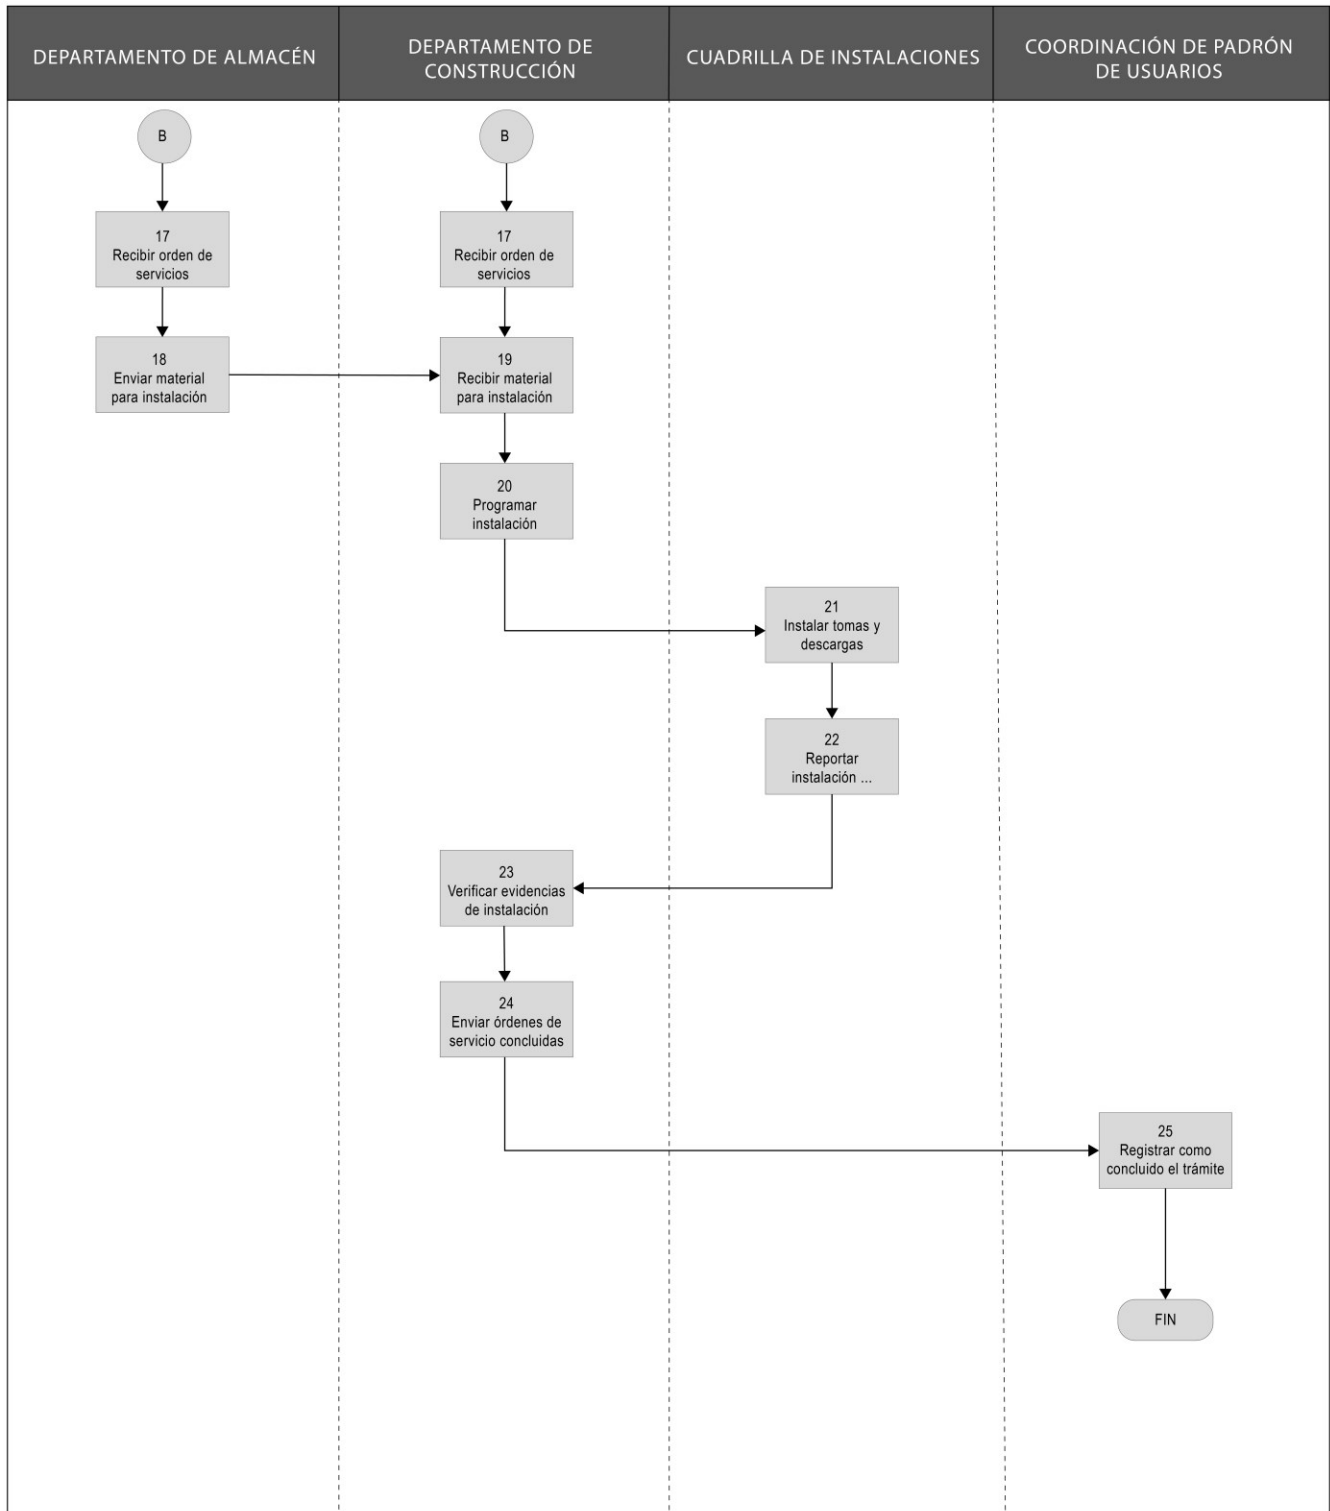 DEPARTAMENTO DE ALMACÉN
DEPARTAMENTO DE
CONSTRUCCIÓN
CUADRILLA DE INSTALACIONES
COORDINACIÓN DE PADRÓN
DE USUARIOS
B
B
17
Recibir orden de
servicios
17
Recibir orden de
servicios
18
Enviar material
para instalación
19
Recibir material
para instalación
20
Programar
instalación
21
Instalar tomas y
descargas
22
Reportar
instalación ...
23
Verificar evidencias
de instalación
24
Enviar órdenes de
servicio concluidas
25
Registrar como
concluido el trámite
FIN